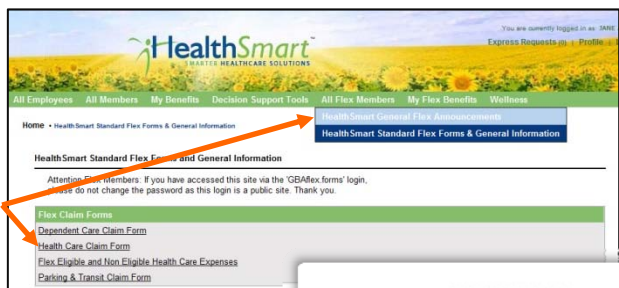 You are currently logged in as: JANE
Express Requests (0) | Profile |
HealthSmart™
SMARTER HEALTHCARE SOLUTIONS
All Employees All Members My Benefits Decision Support Tools All Flex Members My Flex Benefits Wellness
HealthSmart General Flex Announcements
Home • HealthSmart Standard Flex Forms & General Information
HealthSmart Standard Flex Forms & General Information
HealthSmart Standard Flex Forms and General Information
Attention Flex Members: If you have accessed this site via the 'GBAflex.forms' login,
please do not change the password as this login is a public site. Thank you.
Flex Claim Forms
Dependent Care Claim Form
Health Care Claim Form
Flex Eligible and Non Eligible Health Care Expenses
Parking & Transit Claim Form